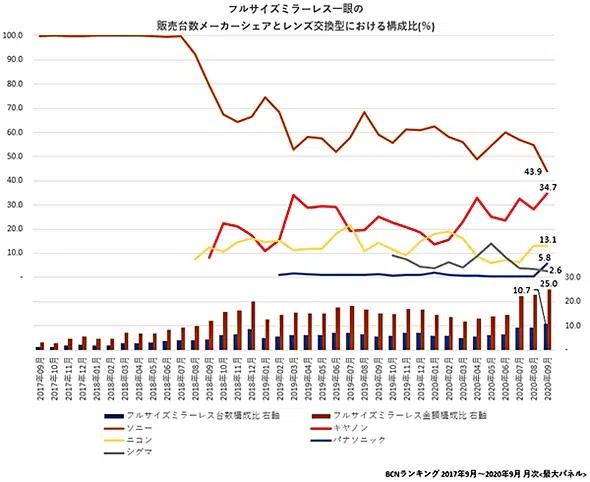 フルサイズミラーレス一眼の
販売台数メーカーシェアとレンズ交換型における構成比(%)
100.0
90.0
80.0
70.0
60.0
50.0
40.0
30.0
20.0
10.0
-
43.9
34.7
13.1
5.8
2.6
30.0
25.0
10.7
20.0
10.0
-
2017年09月
2017年10月
2017年11月
2017年12月
2018年01月
2018年02月
2018年03月
2018年04月
2018年05月
2018年06月
2018年07月
2018年08月
2018年09月
2018年10月
2018年11月
2018年12月
2019年01月
2019年02月
2019年03月
2019年04月
2019年05月
2019年06月
2019年07月
2019年08月
2019年09月
2019年10月
2019年11月
2019年12月
2020年01月
2020年02月
2020年03月
2020年04月
2020年05月
2020年06月
2020年07月
2020年08月
2020年09月
フルサイズミラーレス台数構成比 右軸
フルサイズミラーレス金額構成比 右軸
ソニー
キヤノン
ニコン
パナソニック
シグマ
BCNランキング 2017年9月～2020年9月 月次<最大パネル>